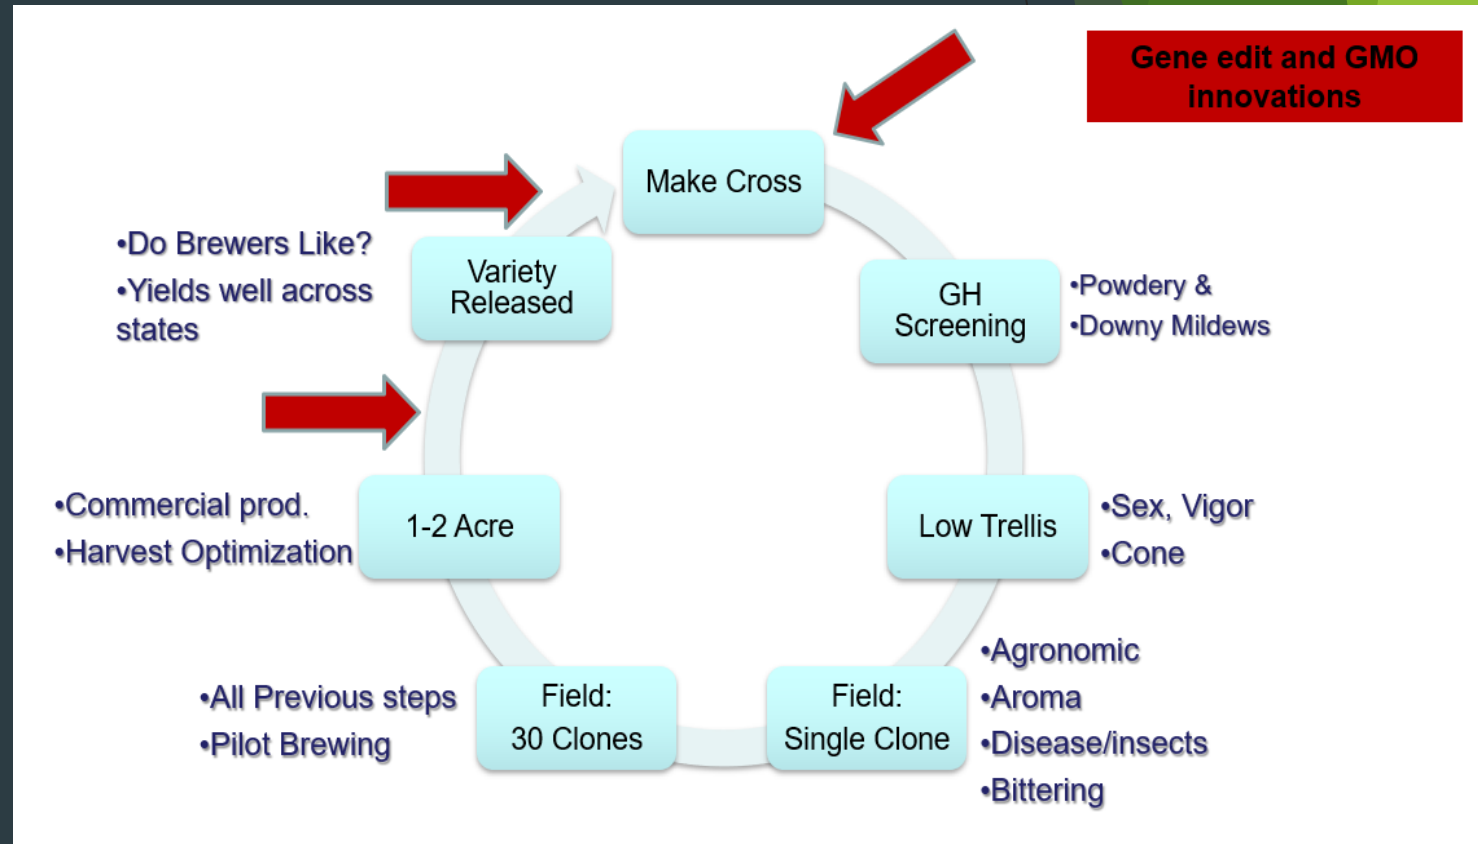 Gene edit and GMO
innovations
Make Cross
GH
Screening
•Powdery &
•Downy Mildews
Low Trellis
•Sex, Vigor
•Cone
Field:
Single Clone
•Agronomic
•Aroma
•Disease/insects
•Bittering
Field:
30 Clones
•All Previous steps
•Pilot Brewing
1-2 Acre
•Commercial prod.
•Harvest Optimization
Variety
Released
•Do Brewers Like?
•Yields well across
states